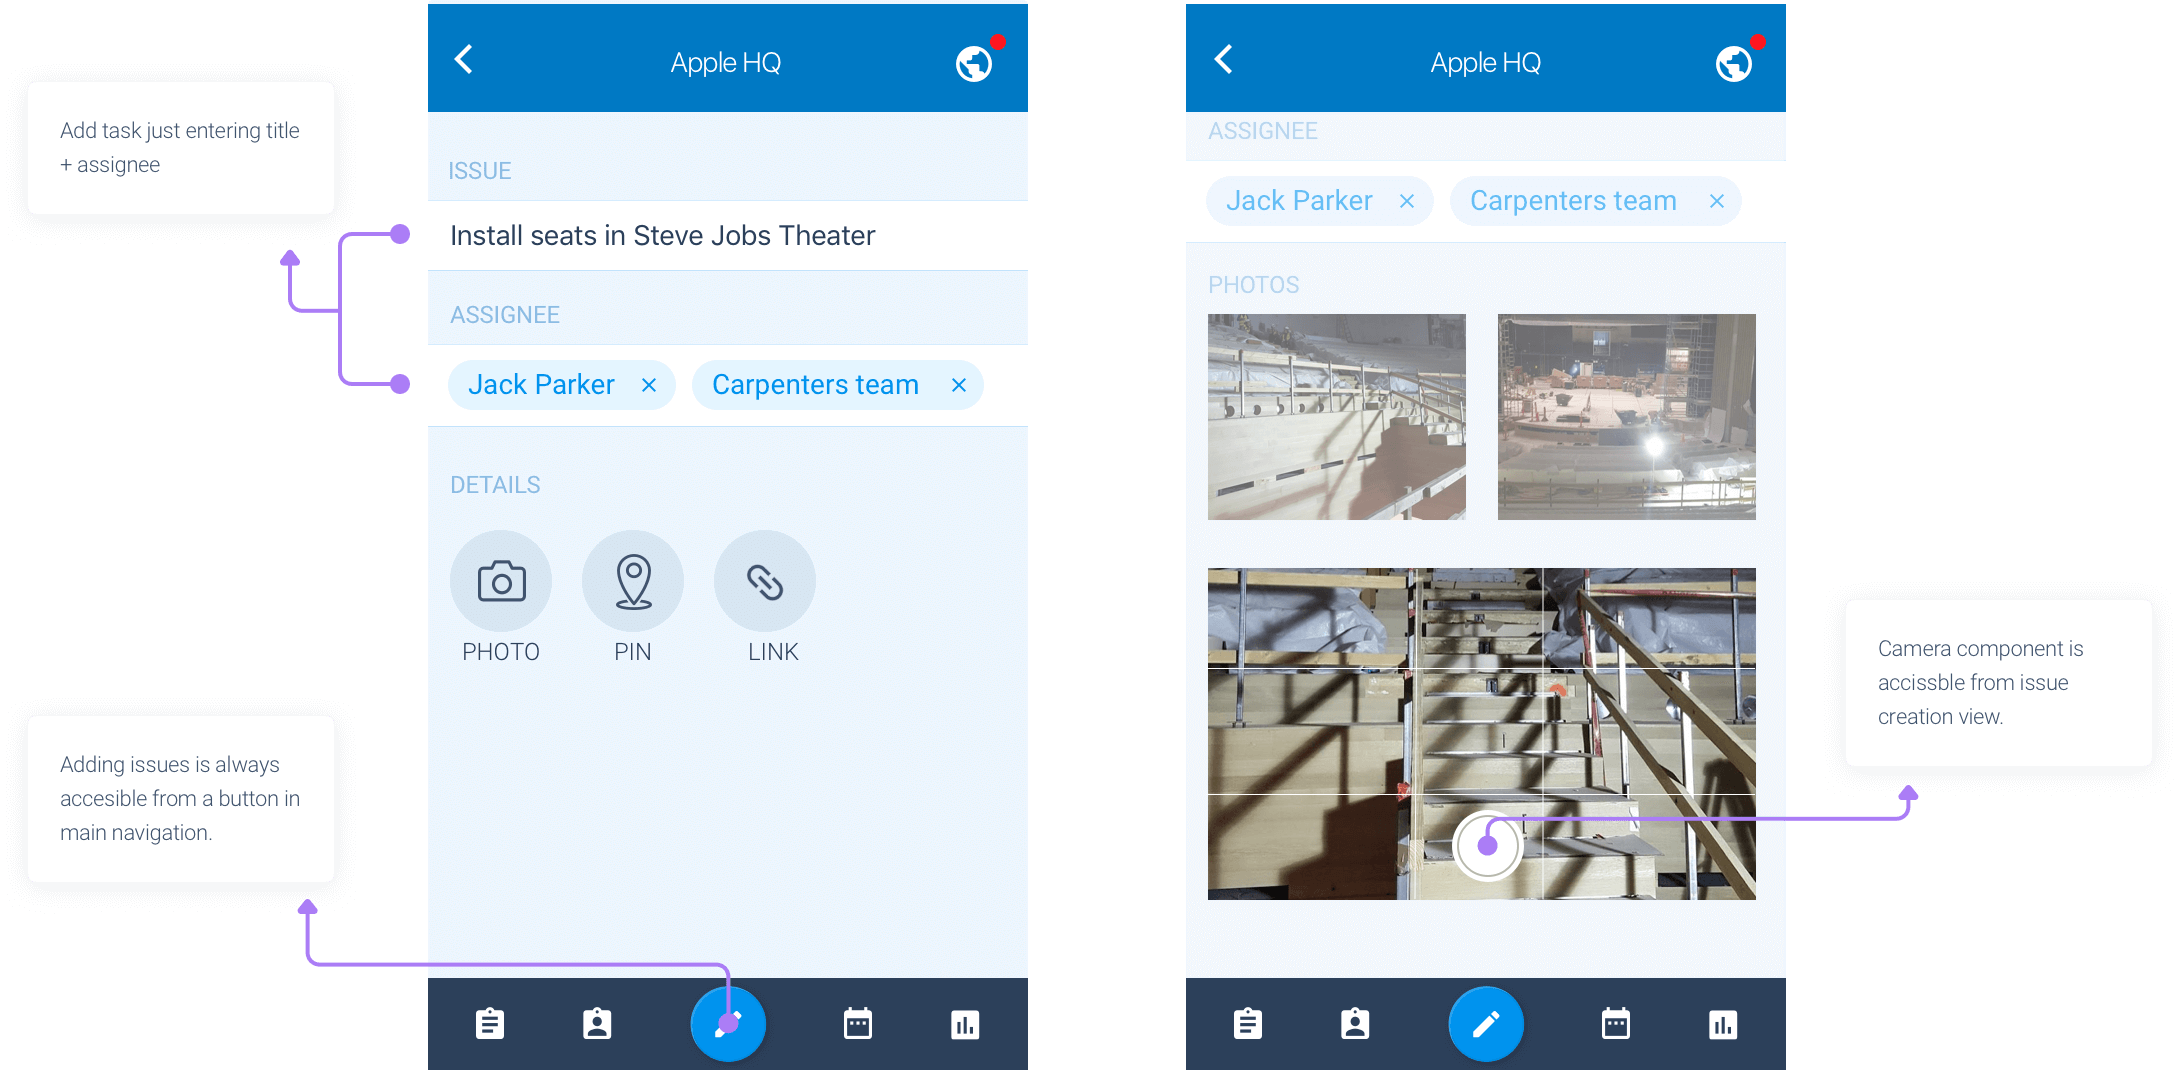 Add task just entering title
+ assignee
Adding issues is always
accesible from a button in
main navigation.
Apple HQ
ISSUE
Install seats in Steve Jobs Theater
ASSIGNEE
Jack Parker × Carpenters team ×
DETAILS
PHOTO PIN LINK
Apple HQ
ASSIGNEE
Jack Parker × Carpenters team ×
PHOTOS
Camera component is
accissble from issue
creation view.